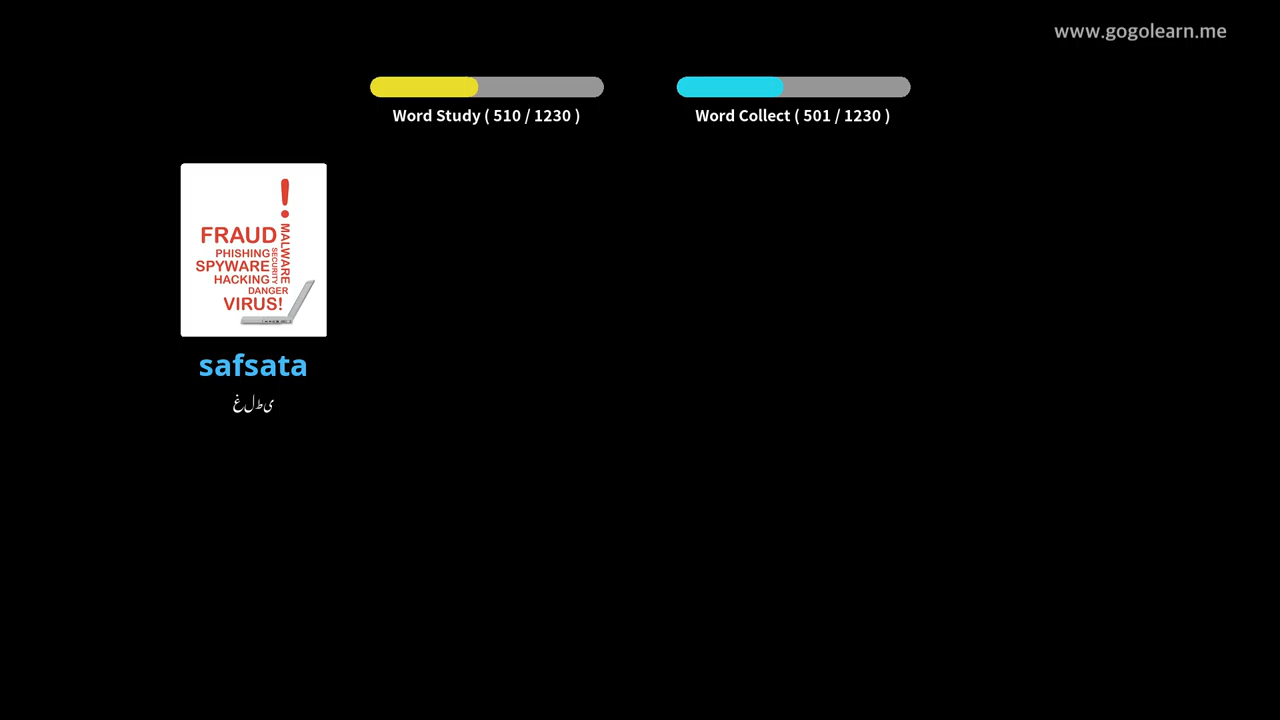 www.gogolearn.me
Word Study ( 510 / 1230 )
Word Collect ( 501 / 1230 )
!
FRAUD
MALWARE
PHISHING
SECURITY
SPYWARE
HACKING
DANGER
VIRUS!
safsata
غلطی